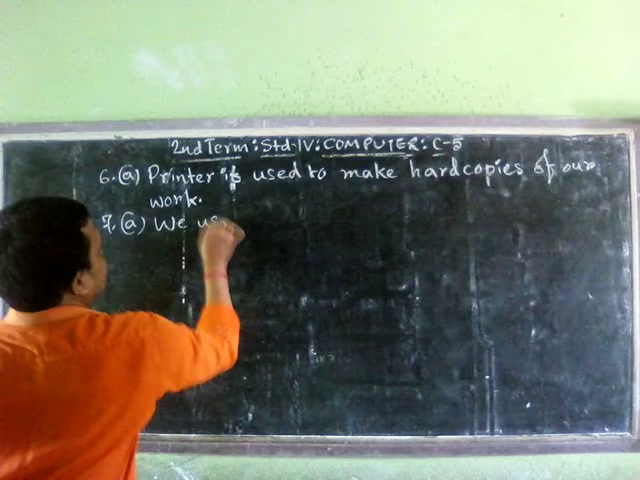 2nd Term: Std-IV: COMPUTER: C-5
6.(a) Printer is used to make hardcopies of our
work.
7.(a) We us